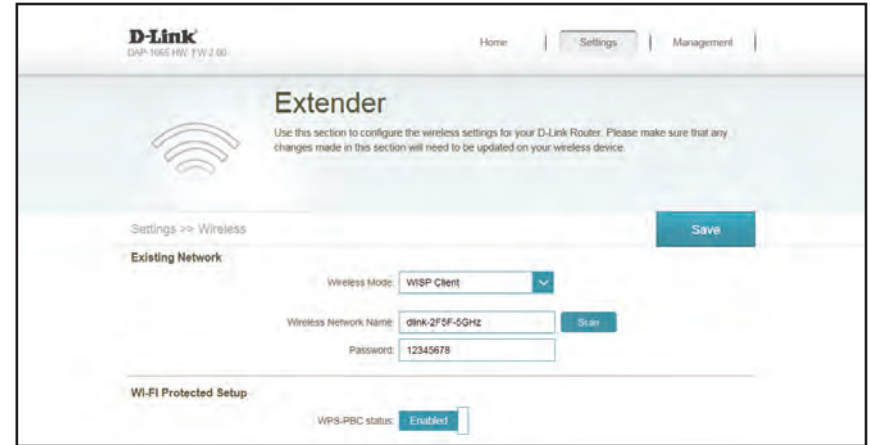 D-Link
DAP-1665 HW: FW:2.00
Home | Settings | Management |
Extender
Use this section to configure the wireless settings for your D-Link Router. Please make sure that any
changes made in this section will need to be updated on your wireless device.
Settings >> Wireless
Save
Existing Network
Wireless Mode: WISP Client
Wireless Network Name: dlink-2F5F-5GHz Scan
Password: 12345678
WI-FI Protected Setup
WPS-PBC status: Enabled